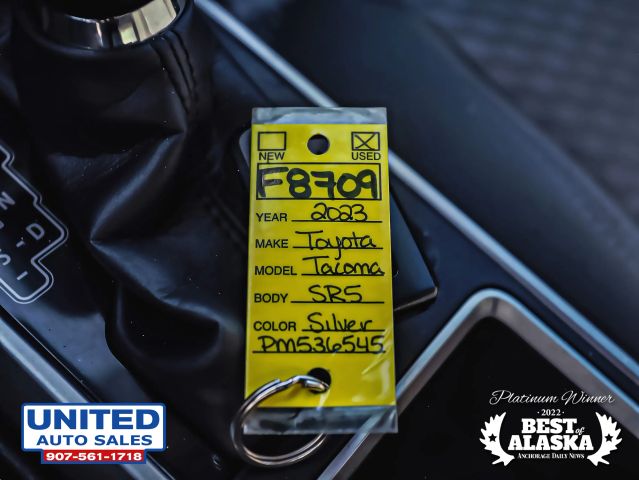 NEW USED
F8709
YEAR 2023
MAKE Toyota
MODEL Tacoma
BODY SR5
COLOR Silver
PM536545
N
D
S
UNITED
AUTO SALES
907-561-1718
Platinum Winner
· 2022 ·
BEST
of ALASKA
ANCHORAGE DAILY NEWS